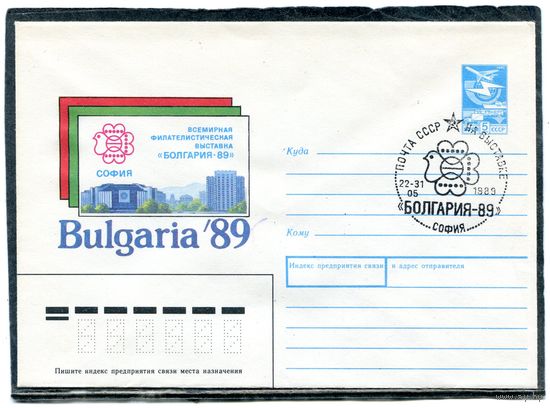 ВСЕМИРНАЯ
ФИЛАТЕЛИСТИЧЕСКАЯ
ВЫСТАВКА
«БОЛГАРИЯ-89»
СОФИЯ
Bulgaria '89
5
СССР
ПОЧТА СССР НА ВЫСТАВКЕ
22-31
05
1989
«БОЛГАРИЯ-89»
СОФИЯ
Куда
Кому
Индекс предприятия связи и адрес отправителя
Пишите индекс предприятия связи места назначения